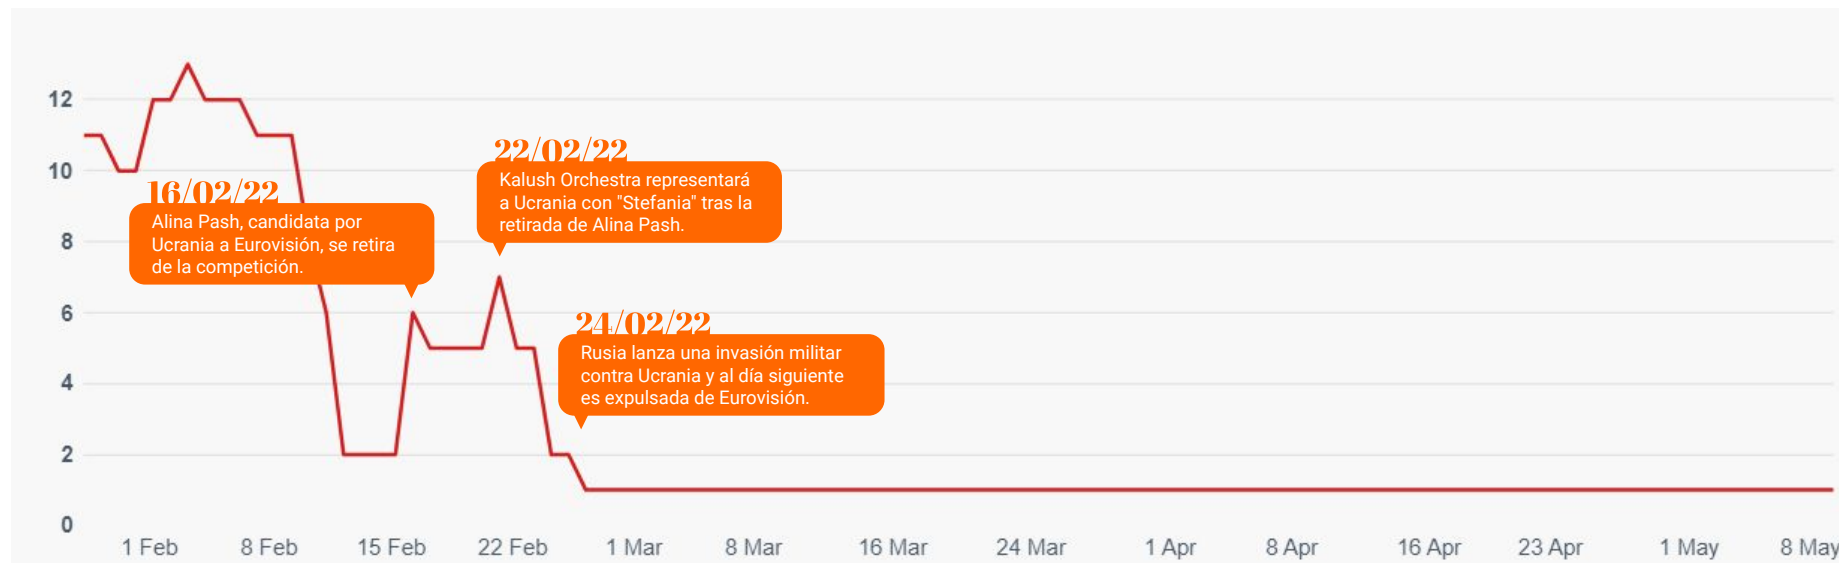 12
10
8
6
4
2
0
16/02/22
Alina Pash, candidata por
Ucrania a Eurovisión, se retira
de la competición.
22/02/22
Kalush Orchestra representará
a Ucrania con "Stefania" tras la
retirada de Alina Pash.
24/02/22
Rusia lanza una invasión militar
contra Ucrania y al día siguiente
es expulsada de Eurovisión.
1 Feb
8 Feb
15 Feb
22 Feb
1 Mar
8 Mar
16 Mar
24 Mar
1 Apr
8 Apr
16 Apr
23 Apr
1 May
8 May